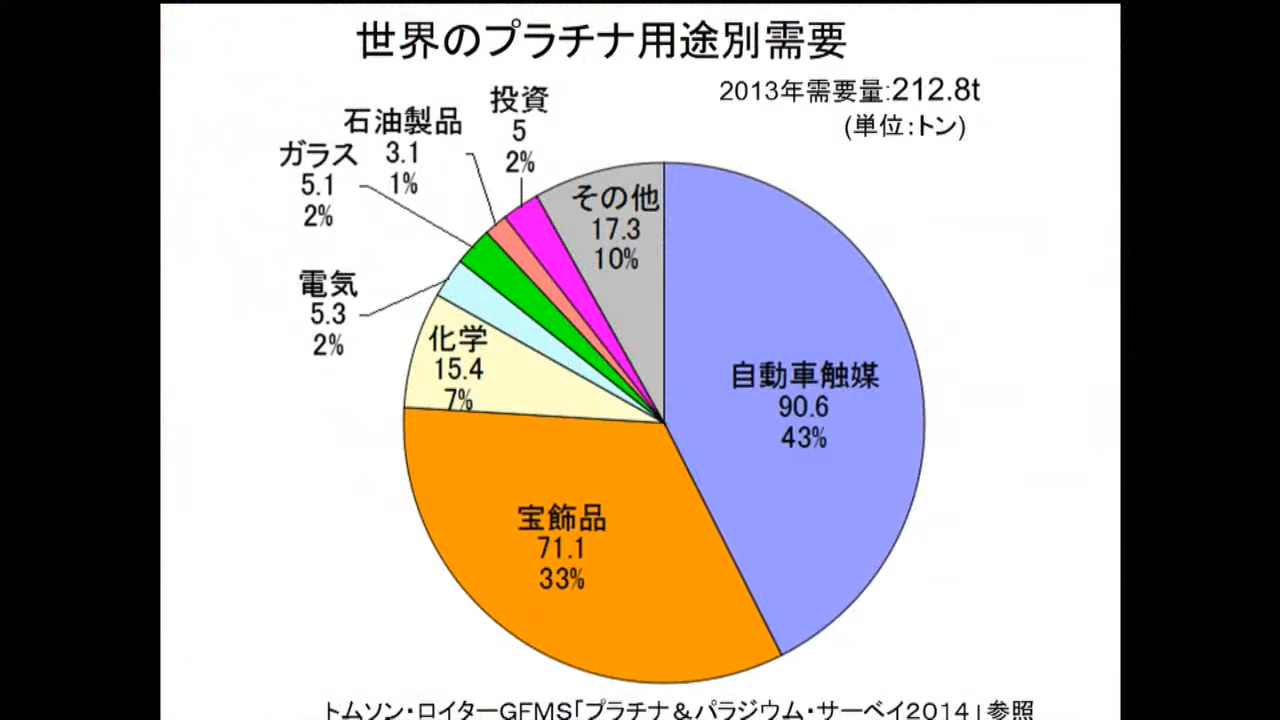 世界のプラチナ用途別需要
2013年需要量:212.8t
(単位:トン)
投資
5
2%
石油製品
3.1
1%
ガラス
5.1
2%
電気
5.3
2%
化学
15.4
7%
その他
17.3
10%
自動車触媒
90.6
43%
宝飾品
71.1
33%
トムソン・ロイターGFMS「プラチナ&パラジウム・サーベイ2014」参照